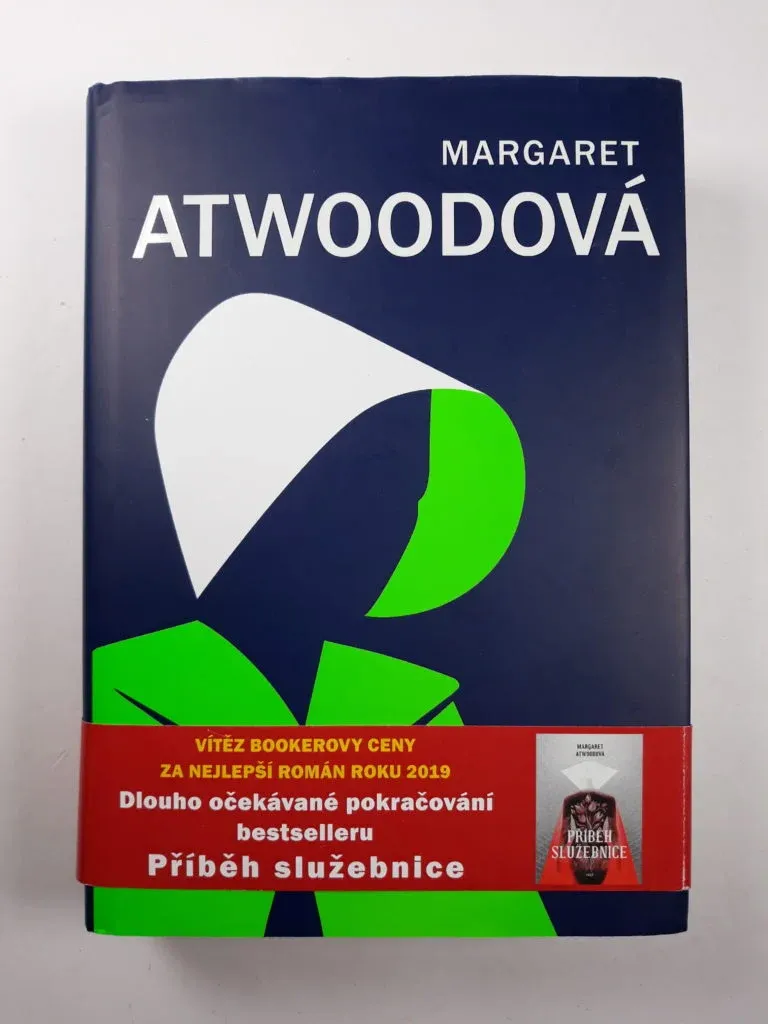 MARGARET
ATWOODOVÁ
VÍTĚZ BOOKEROVY CENY
ZA NEJLEPŠÍ ROMÁN ROKU 2019
Dlouho očekávané pokračování
bestselleru
Příběh služebnice
MARGARET
ATWOODOVÁ
PŘÍBĚH
SLUŽEBNICE